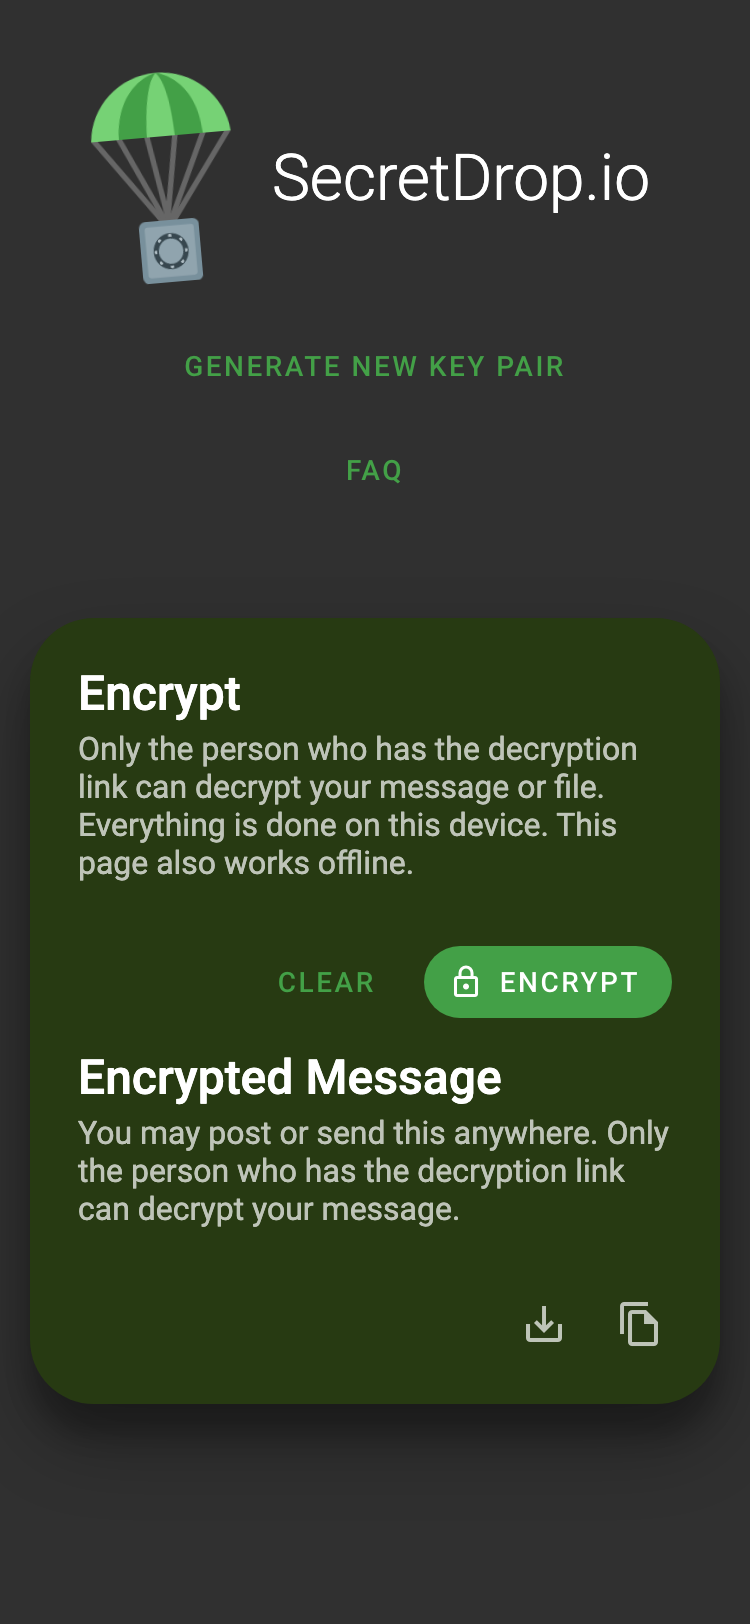 SecretDrop.io
GENERATE NEW KEY PAIR
FAQ
Encrypt
Only the person who has the decryption
link can decrypt your message or file.
Everything is done on this device. This
page also works offline.
CLEAR
ENCRYPT
Encrypted Message
You may post or send this anywhere. Only
the person who has the decryption link
can decrypt your message.